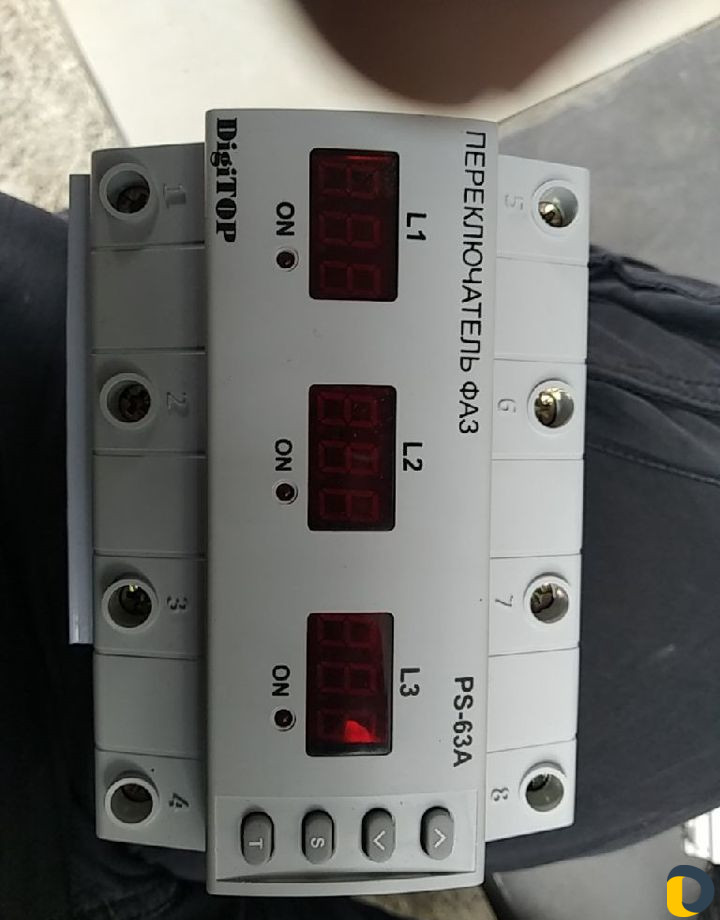 5 6 7 8
ПЕРЕКЛЮЧАТЕЛЬ ФАЗ PS-63A
L1 L2 L3
ON ON ON
DigiTOP
T S
1 2 3 4